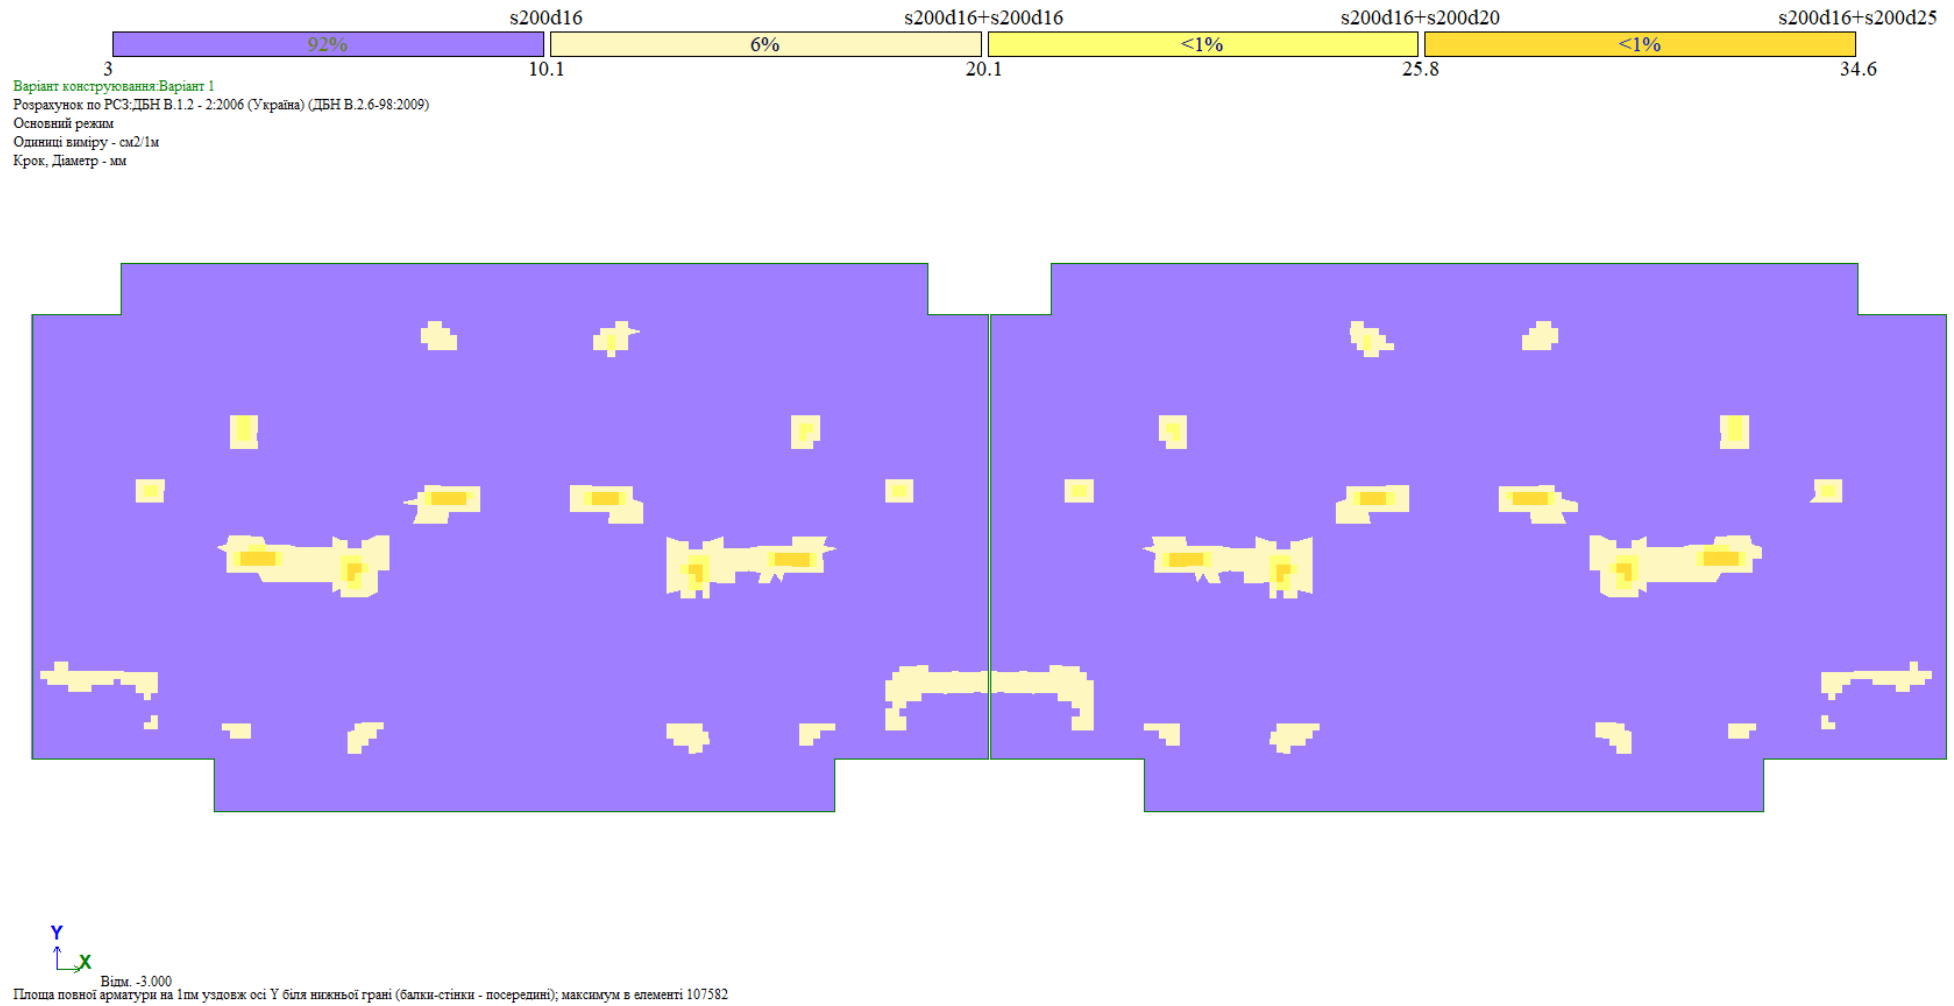 s200d16 s200d16+s200d16 s200d16+s200d20 s200d16+s200d25
92% 6% <1% <1%
3 10.1 20.1 25.8 34.6
Варіант конструювання:Варіант 1
Розрахунок по РСЗ:ДБН В.1.2 - 2:2006 (Україна) (ДБН В.2.6-98:2009)
Основний режим
Одиниці виміру - см2/1м
Крок, Діаметр - мм
Y
X
Відм. -3.000
Площа повної арматури на 1пм уздовж осі Y біля нижньої грані (балки-стінки - посередині); максимум в елементі 107582